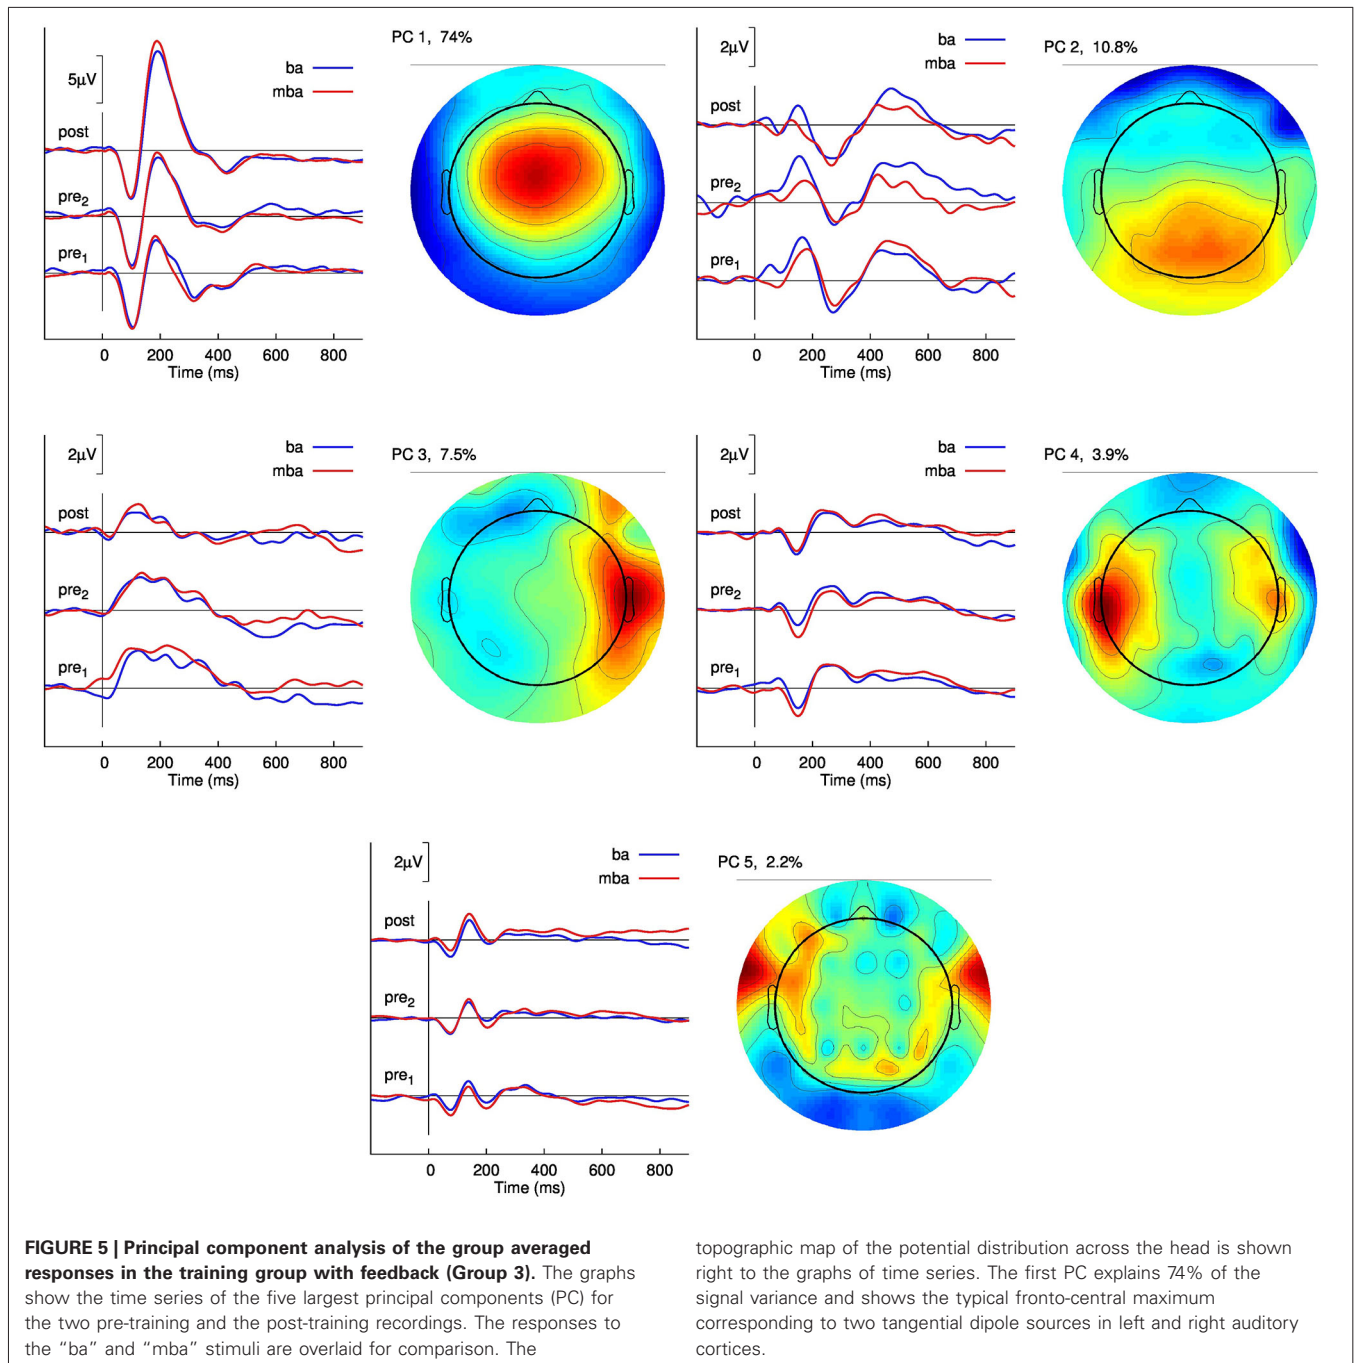 PC 1, 74%
5μV
ba
mba
post
pre2
pre1
0 200 400 600 800
Time (ms)
PC 2, 10.8%
2μV
ba
mba
post
pre2
pre1
0 200 400 600 800
Time (ms)
PC 3, 7.5%
2μV
ba
mba
post
pre2
pre1
0 200 400 600 800
Time (ms)
PC 4, 3.9%
2μV
ba
mba
post
pre2
pre1
0 200 400 600 800
Time (ms)
PC 5, 2.2%
2μV
ba
mba
post
pre2
pre1
0 200 400 600 800
Time (ms)
FIGURE 5 | Principal component analysis of the group averaged
responses in the training group with feedback (Group 3). The graphs
show the time series of the five largest principal components (PC) for
the two pre-training and the post-training recordings. The responses to
the “ba” and “mba” stimuli are overlaid for comparison. The
topographic map of the potential distribution across the head is shown
right to the graphs of time series. The first PC explains 74% of the
signal variance and shows the typical fronto-central maximum
corresponding to two tangential dipole sources in left and right auditory
cortices.